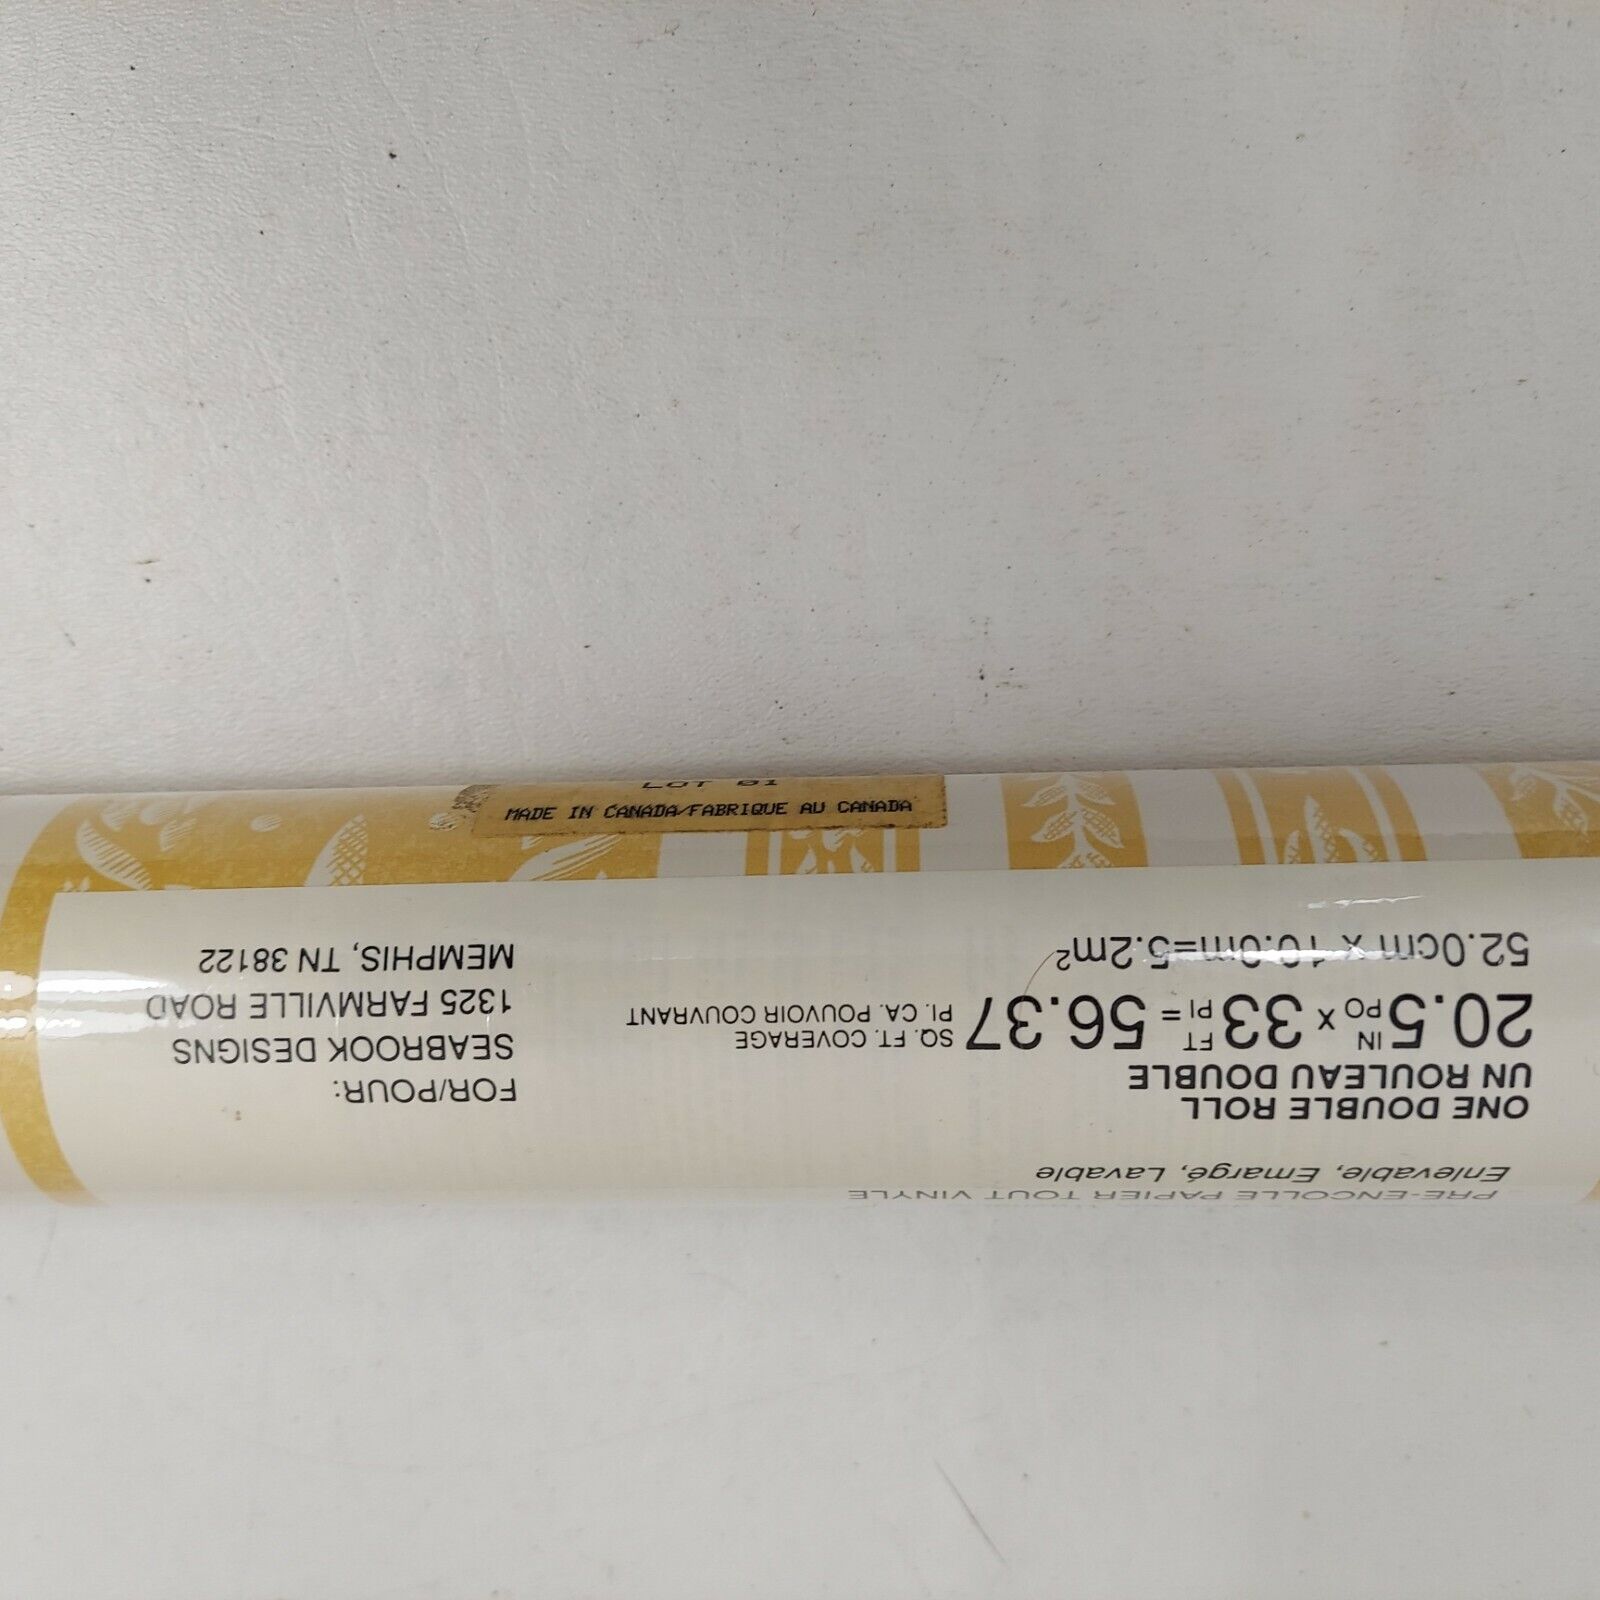 LOT 01
MADE IN CANADA/FABRIQUE AU CANADA
PRE-ENCOLLE PAPIER TOUT VINYLE
Enlevable, Emargé, Lavable
ONE DOUBLE ROLL
UN ROULEAU DOUBLE
20.5 IN PO x 33 FT PI = 56.37 SQ. FT. COVERAGE PI. CA. POUVOIR COUVRANT
52.0cm x 10.0m=5.2m²
FOR/POUR:
SEABROOK DESIGNS
1325 FARMVILLE ROAD
MEMPHIS, TN 38122